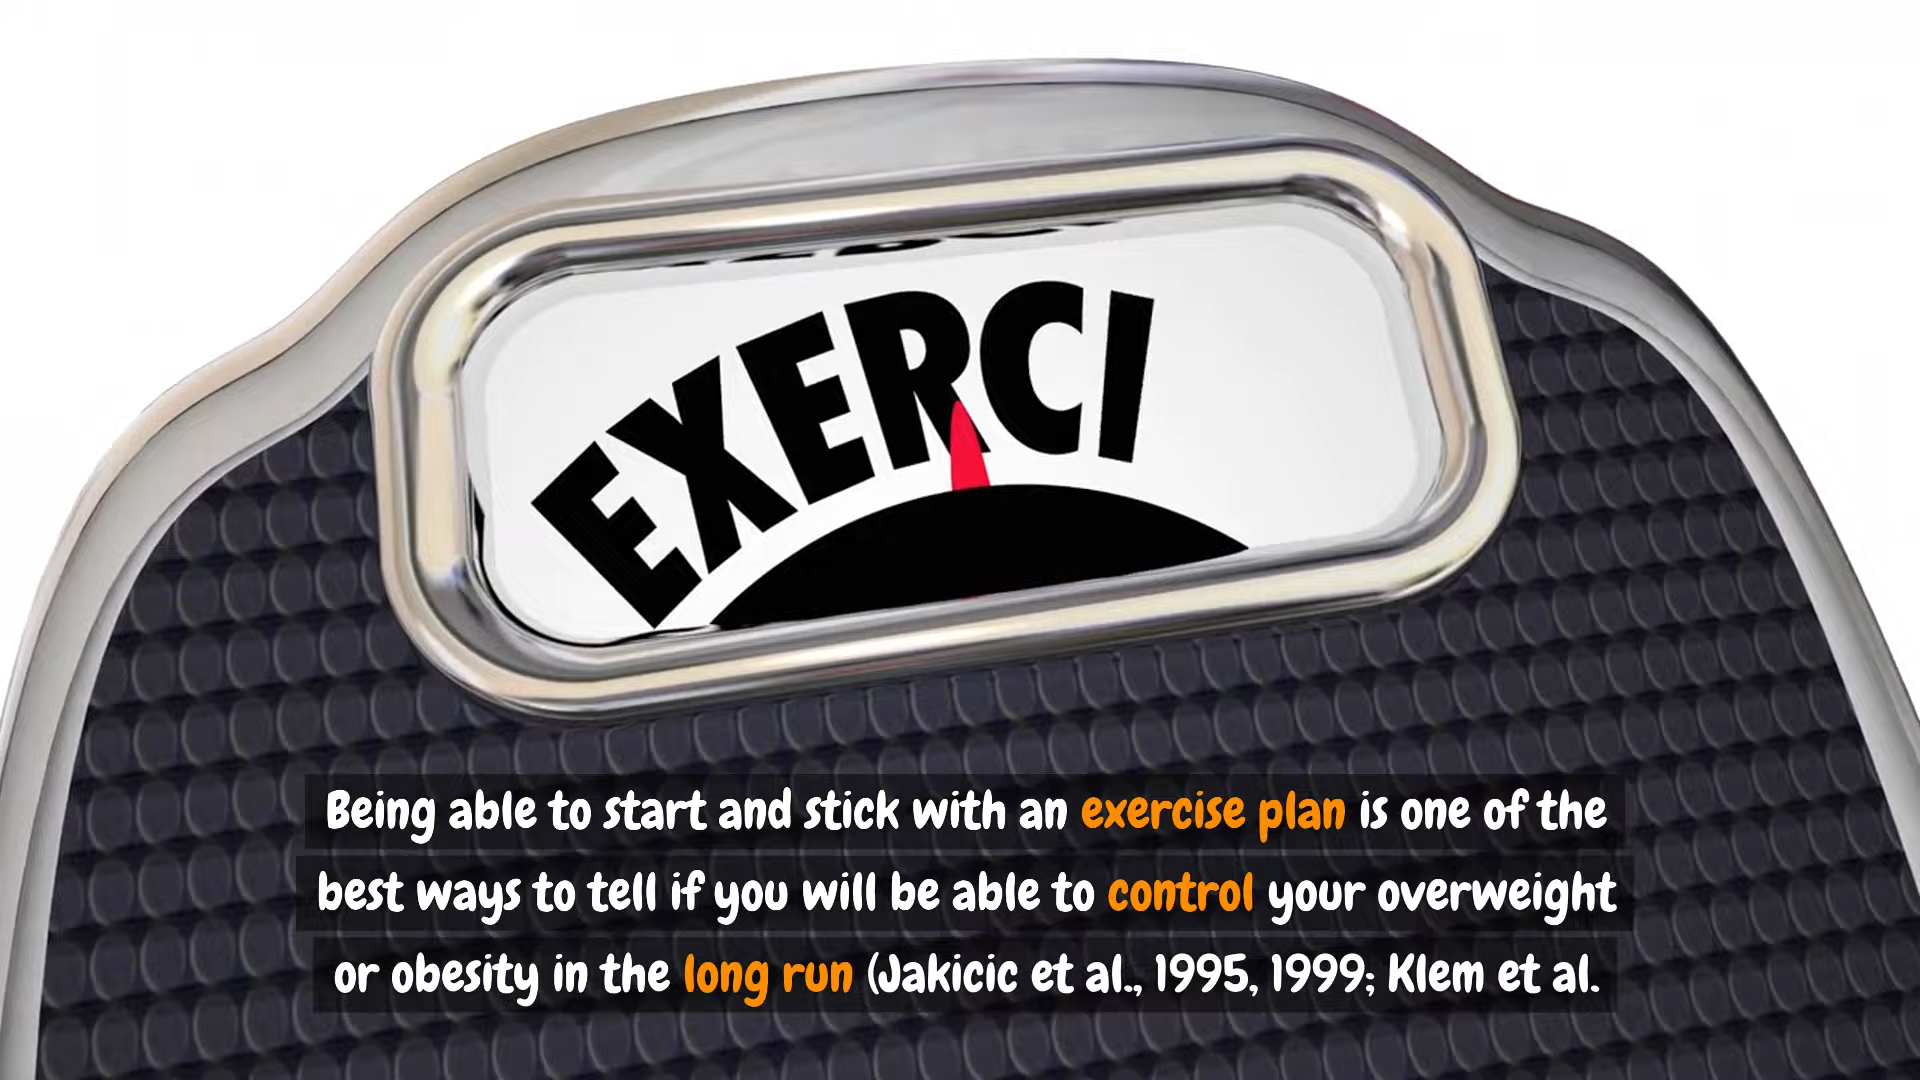 EXERCI
Being able to start and stick with an exercise plan is one of the
best ways to tell if you will be able to control your overweight
or obesity in the long run (Jakicic et al., 1995, 1999; Klem et al.